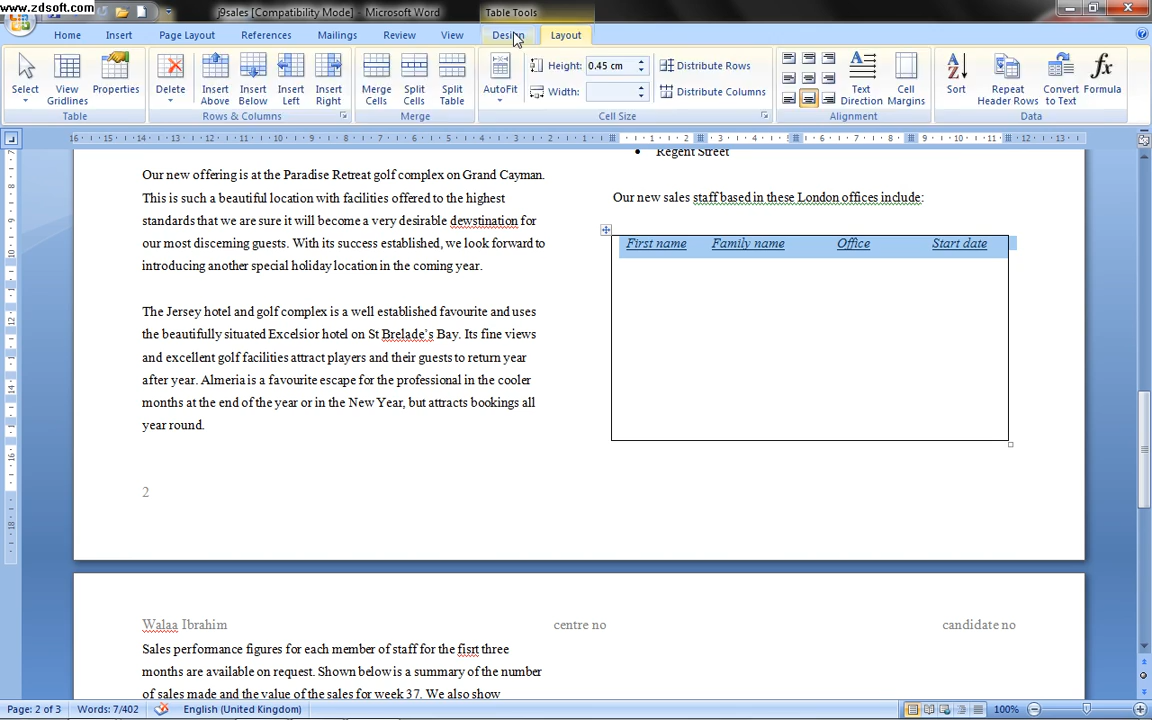 www.zdsoft.com
j9sales [Compatibility Mode] - Microsoft Word
Table Tools
Home Insert Page Layout References Mailings Review View Design Layout
Select View Gridlines Properties Delete Insert Above Insert Below Insert Left Insert Right Merge Cells Split Cells Split Table AutoFit Height: 0.45 cm Width: Distribute Rows Distribute Columns Text Direction Cell Margins Sort Repeat Header Rows Convert to Text Formula
Table Rows & Columns Merge Cell Size Alignment Data
Our new offering is at the Paradise Retreat golf complex on Grand Cayman.
This is such a beautiful location with facilities offered to the highest
standards that we are sure it will become a very desirable dewstination for
our most discerning guests. With its success established, we look forward to
introducing another special holiday location in the coming year.
The Jersey hotel and golf complex is a well established favourite and uses
the beautifully situated Excelsior hotel on St Brelade's Bay. Its fine views
and excellent golf facilities attract players and their guests to return year
after year. Almeria is a favourite escape for the professional in the cooler
months at the end of the year or in the New Year, but attracts bookings all
year round.
2
• Regent Street
Our new sales staff based in these London offices include:
First name Family name Office Start date
Walaa Ibrahim centre no candidate no
Sales performance figures for each member of staff for the fisrt three
months are available on request. Shown below is a summary of the number
of sales made and the value of the sales for week 37. We also show
Page: 2 of 3 Words: 7/402 English (United Kingdom) 100%